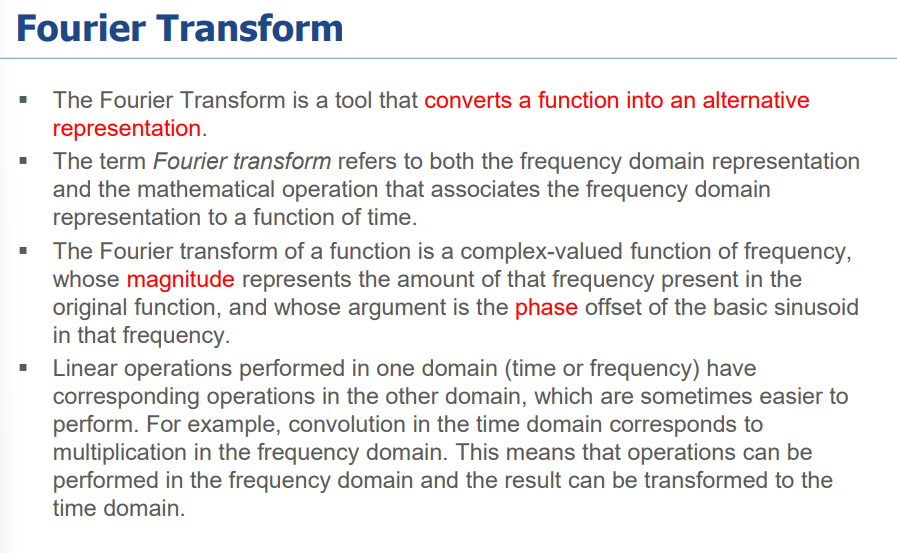 Fourier Transform
▪ The Fourier Transform is a tool that converts a function into an alternative
representation.
▪ The term Fourier transform refers to both the frequency domain representation
and the mathematical operation that associates the frequency domain
representation to a function of time.
▪ The Fourier transform of a function is a complex-valued function of frequency,
whose magnitude represents the amount of that frequency present in the
original function, and whose argument is the phase offset of the basic sinusoid
in that frequency.
▪ Linear operations performed in one domain (time or frequency) have
corresponding operations in the other domain, which are sometimes easier to
perform. For example, convolution in the time domain corresponds to
multiplication in the frequency domain. This means that operations can be
performed in the frequency domain and the result can be transformed to the
time domain.